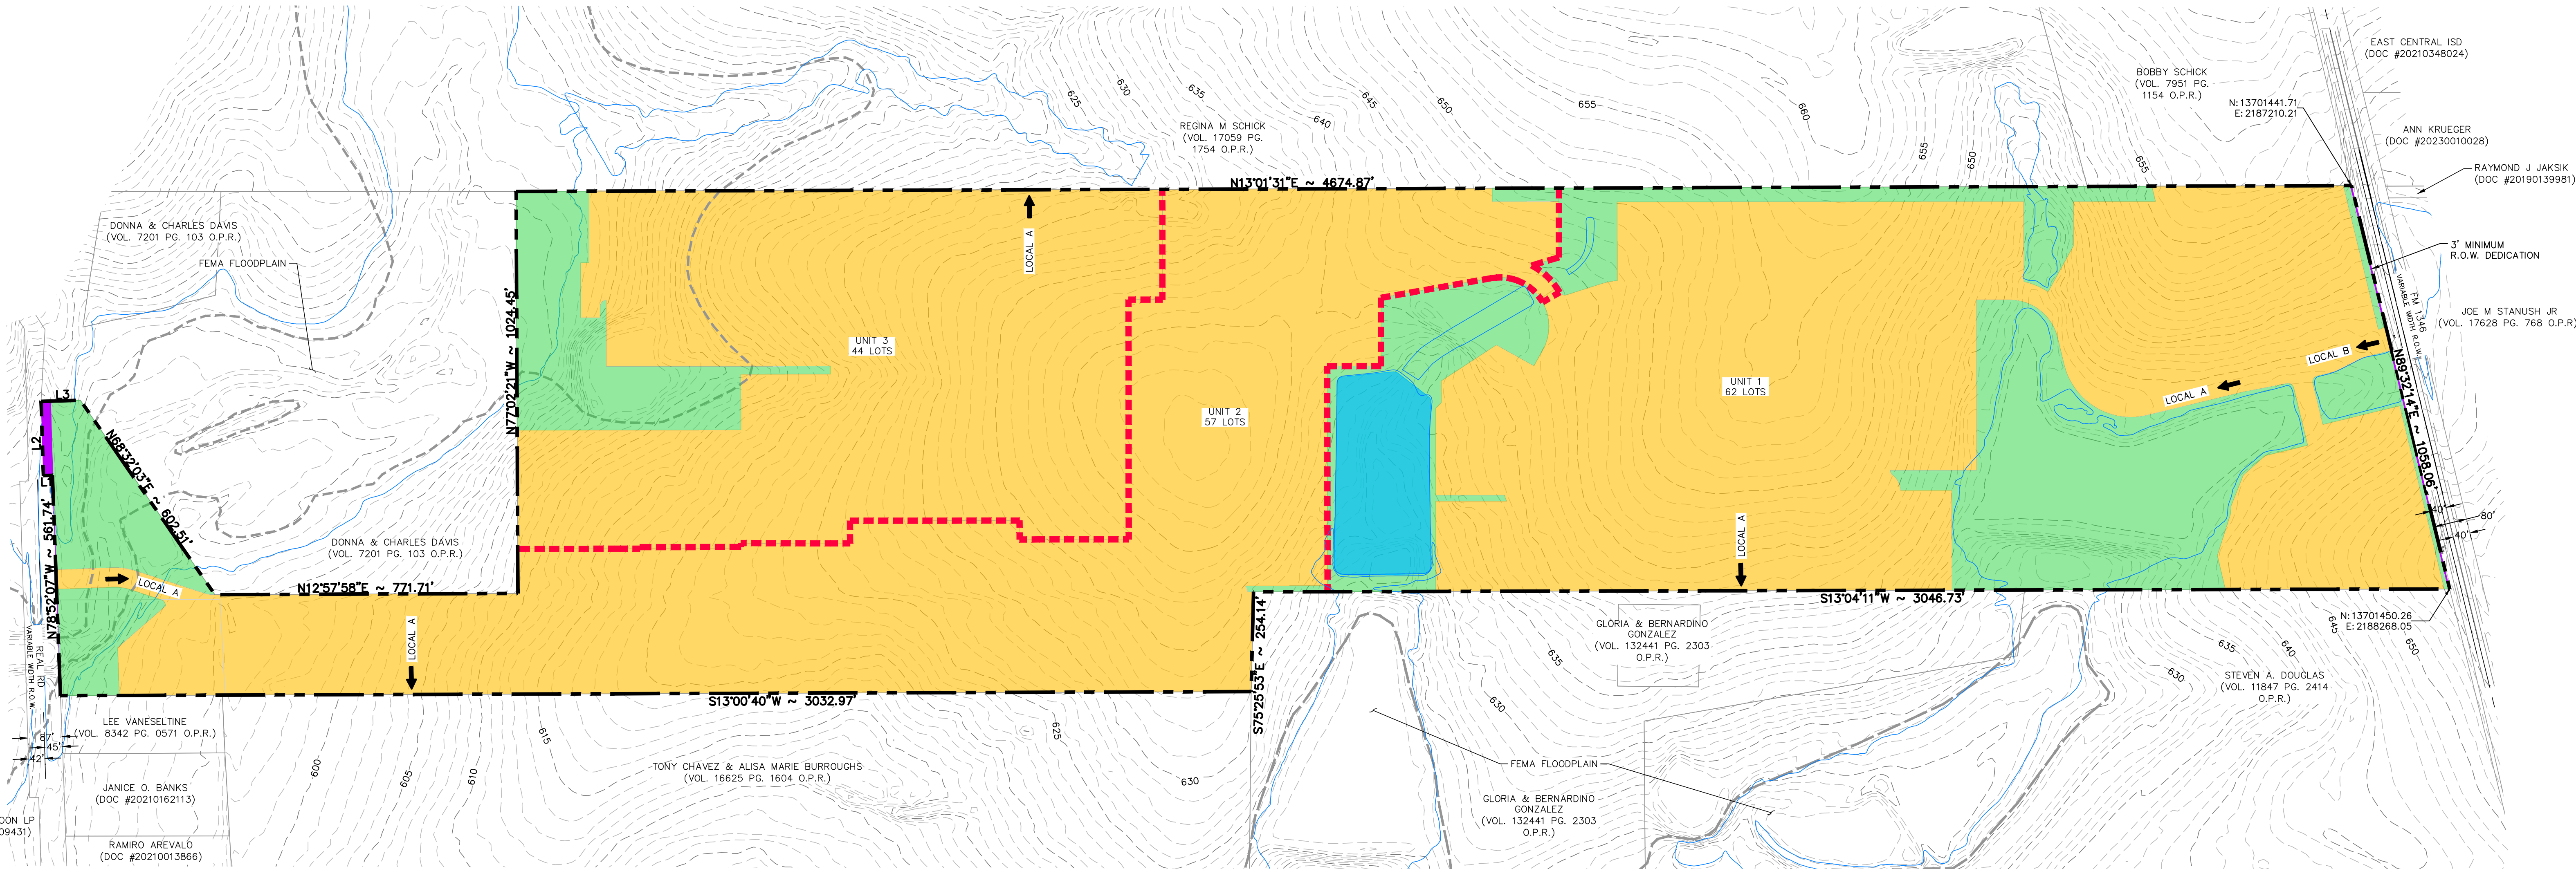 EAST CENTRAL ISD
(DOC #20210348024)
BOBBY SCHICK
(VOL. 7951 PG.
1154 O.P.R.)
N: 13701441.71
E: 2187210.21
ANN KRUEGER
(DOC #20230010028)
RAYMOND J JAKSIK
(DOC #20190139981)
3' MINIMUM
R.O.W. DEDICATION
FM 1346
VARIABLE WIDTH R.O.W.
JOE M STANUSH JR
(VOL. 17628 PG. 768 O.P.R)
625
630
635
640
645
650
655
660
655
650
655
REGINA M SCHICK
(VOL. 17059 PG.
1754 O.P.R.)
N13°01'31"E ~ 4674.87'
DONNA & CHARLES DAVIS
(VOL. 7201 PG. 103 O.P.R.)
FEMA FLOODPLAIN
LOCAL A
N77°02'21"W ~ 1024.45'
UNIT 3
44 LOTS
UNIT 2
57 LOTS
UNIT 1
62 LOTS
LOCAL B
LOCAL A
N89°32'14"E ~ 1058.06'
L3
L2
L1
N68°32'03"E ~ 602.51'
N78°52'07"W ~ 561.74'
DONNA & CHARLES DAVIS
(VOL. 7201 PG. 103 O.P.R.)
LOCAL A
N12°57'58"E ~ 771.71'
LOCAL A
LOCAL A
40'
80'
40'
S13°04'11"W ~ 3046.73'
S75°25'53"E ~ 254.14'
S13°00'40"W ~ 3032.97'
N: 13701450.26
E: 2188268.05
REAL RD
VARIABLE WIDTH R.O.W.
GLORIA & BERNARDINO
GONZALEZ
(VOL. 132441 PG. 2303
O.P.R.)
635
630
645
650
640
635
630
STEVEN A. DOUGLAS
(VOL. 11847 PG. 2414
O.P.R.)
LEE VANESELTINE
(VOL. 8342 PG. 0571 O.P.R.)
87'
45'
42'
600
605
610
615
625
630
TONY CHAVEZ & ALISA MARIE BURROUGHS
(VOL. 16625 PG. 1604 O.P.R.)
FEMA FLOODPLAIN
JANICE O. BANKS
(DOC #20210162113)
GLORIA & BERNARDINO
GONZALEZ
(VOL. 132441 PG. 2303
O.P.R.)
OON LP
09431)
RAMIRO AREVALO
(DOC #20210013866)